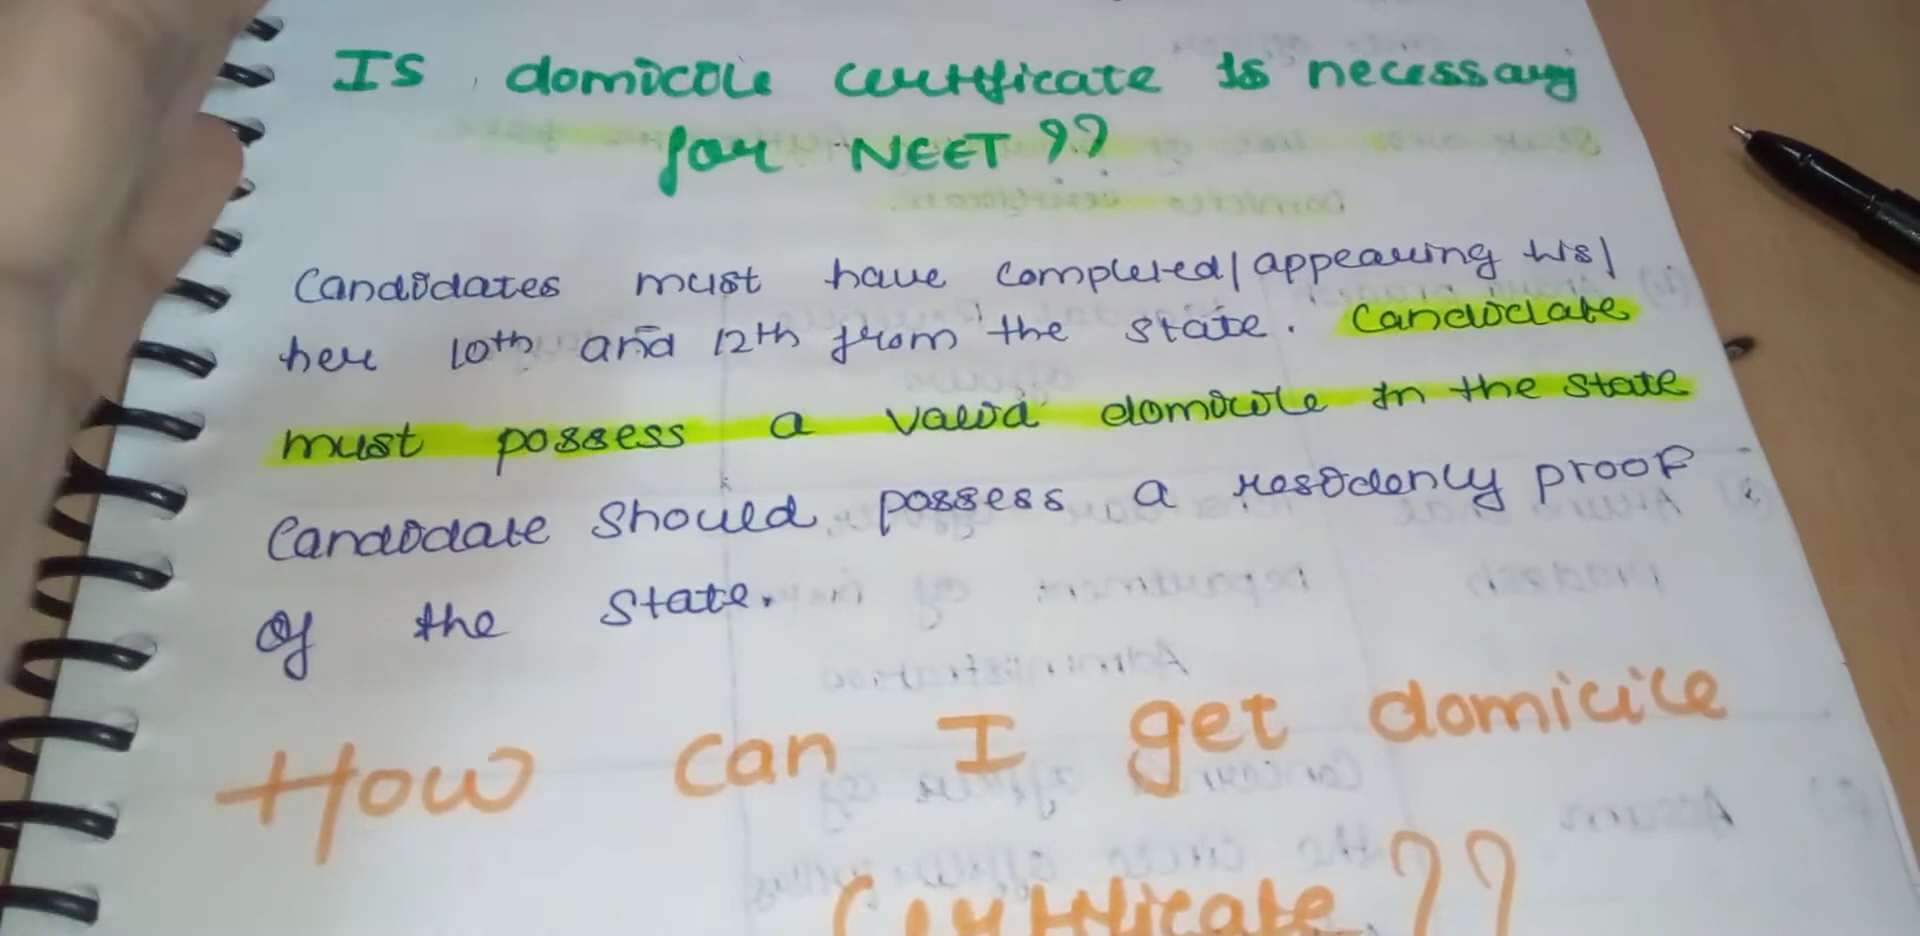 Is domicile certificate is necessary
for NEET ??
Candidates must have completed/appearing his/
her 10th and 12th from the state. Candidate
must possess a valid domicile in the state
Candidate should possess a residenly proof
of the state.
How can I get domicile
Certificate ??